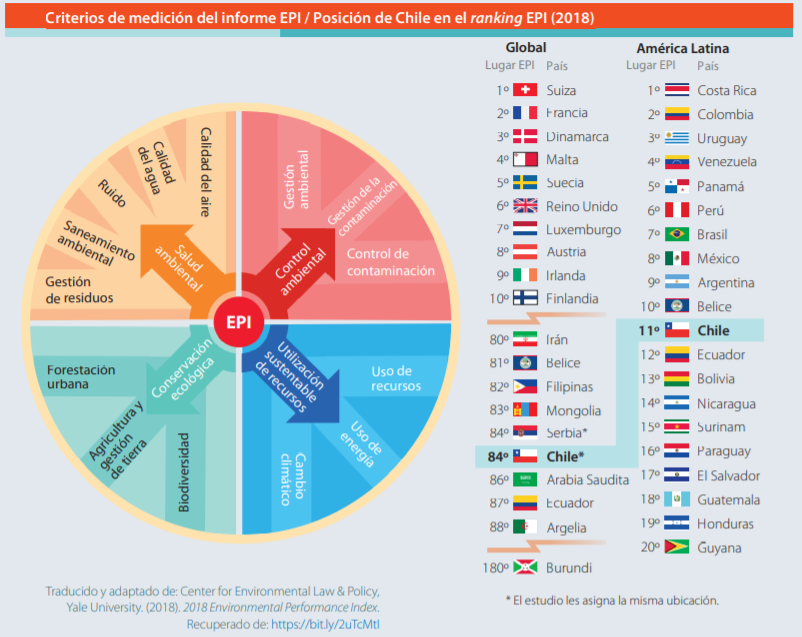 Criterios de medición del informe EPI / Posición de Chile en el ranking EPI (2018)
Calidad del aire
Calidad
del agua
Ruido
Saneamiento
ambiental
Gestión
de residuos
Salud
ambiental
Gestión
ambiental
Gestión de la
contaminación
Control de
contaminación
Control
ambiental
EPI
Conservación
ecológica
Forestación
urbana
Agricultura y
gestión
de tierra
Biodiversidad
Utilización
sustentable
de recursos
Uso de
recursos
Uso de
energía
Cambio
climático
Global
Lugar EPI País
1º Suiza
2º Francia
3º Dinamarca
4º Malta
5º Suecia
6º Reino Unido
7º Luxemburgo
8º Austria
9º Irlanda
10º Finlandia
80º Irán
81º Belice
82º Filipinas
83º Mongolia
84º Serbia*
84º Chile*
86º Arabia Saudita
87º Ecuador
88º Argelia
180º Burundi
América Latina
Lugar EPI País
1º Costa Rica
2º Colombia
3º Uruguay
4º Venezuela
5º Panamá
6º Perú
7º Brasil
8º México
9º Argentina
10º Belice
11º Chile
12º Ecuador
13º Bolivia
14º Nicaragua
15º Surinam
16º Paraguay
17º El Salvador
18º Guatemala
19º Honduras
20º Guyana
* El estudio les asigna la misma ubicación.
Traducido y adaptado de: Center for Environmental Law & Policy,
Yale University. (2018). 2018 Environmental Performance Index.
Recuperado de: https://bit.ly/2uTcMtI